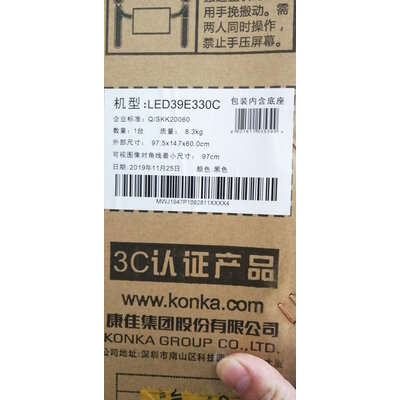 用手挽搬动。需
两人同时操作，
禁止手压屏幕。
机型:LED39E330C
包装内含底座
企业标准: Q/SKK20060
数量: 1台 质量: 8.3kg
外部尺寸: 97.5x14.7x60.0cm
可视图像对角线最小尺寸: 97cm
日期: 2019年11月25日 颜色: 黑色
MWJ1947P1092811XXXX4
3C认证产品
www.konka.com
康佳集团股份有限公司
KONKA GROUP CO., LTD
公司地址: 深圳市南山区科技